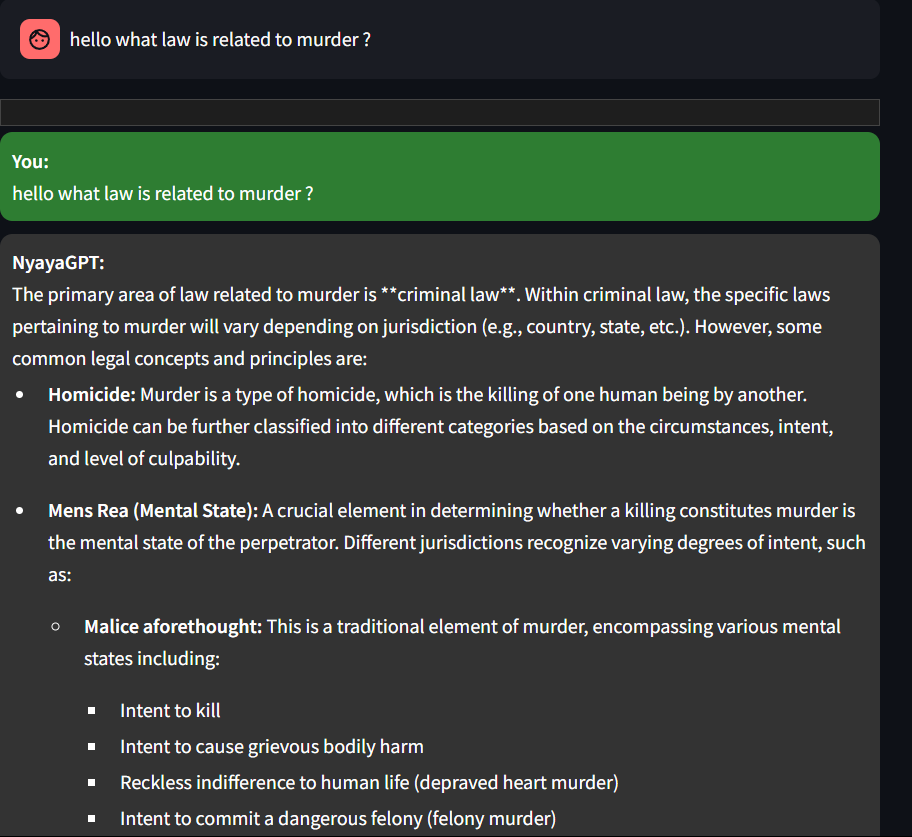 hello what law is related to murder ?
You:
hello what law is related to murder ?
NyayaGPT:
The primary area of law related to murder is **criminal law**. Within criminal law, the specific laws
pertaining to murder will vary depending on jurisdiction (e.g., country, state, etc.). However, some
common legal concepts and principles are:
• Homicide: Murder is a type of homicide, which is the killing of one human being by another.
Homicide can be further classified into different categories based on the circumstances, intent,
and level of culpability.
• Mens Rea (Mental State): A crucial element in determining whether a killing constitutes murder is
the mental state of the perpetrator. Different jurisdictions recognize varying degrees of intent, such
as:
◦ Malice aforethought: This is a traditional element of murder, encompassing various mental
states including:
▪ Intent to kill
▪ Intent to cause grievous bodily harm
▪ Reckless indifference to human life (depraved heart murder)
▪ Intent to commit a dangerous felony (felony murder)